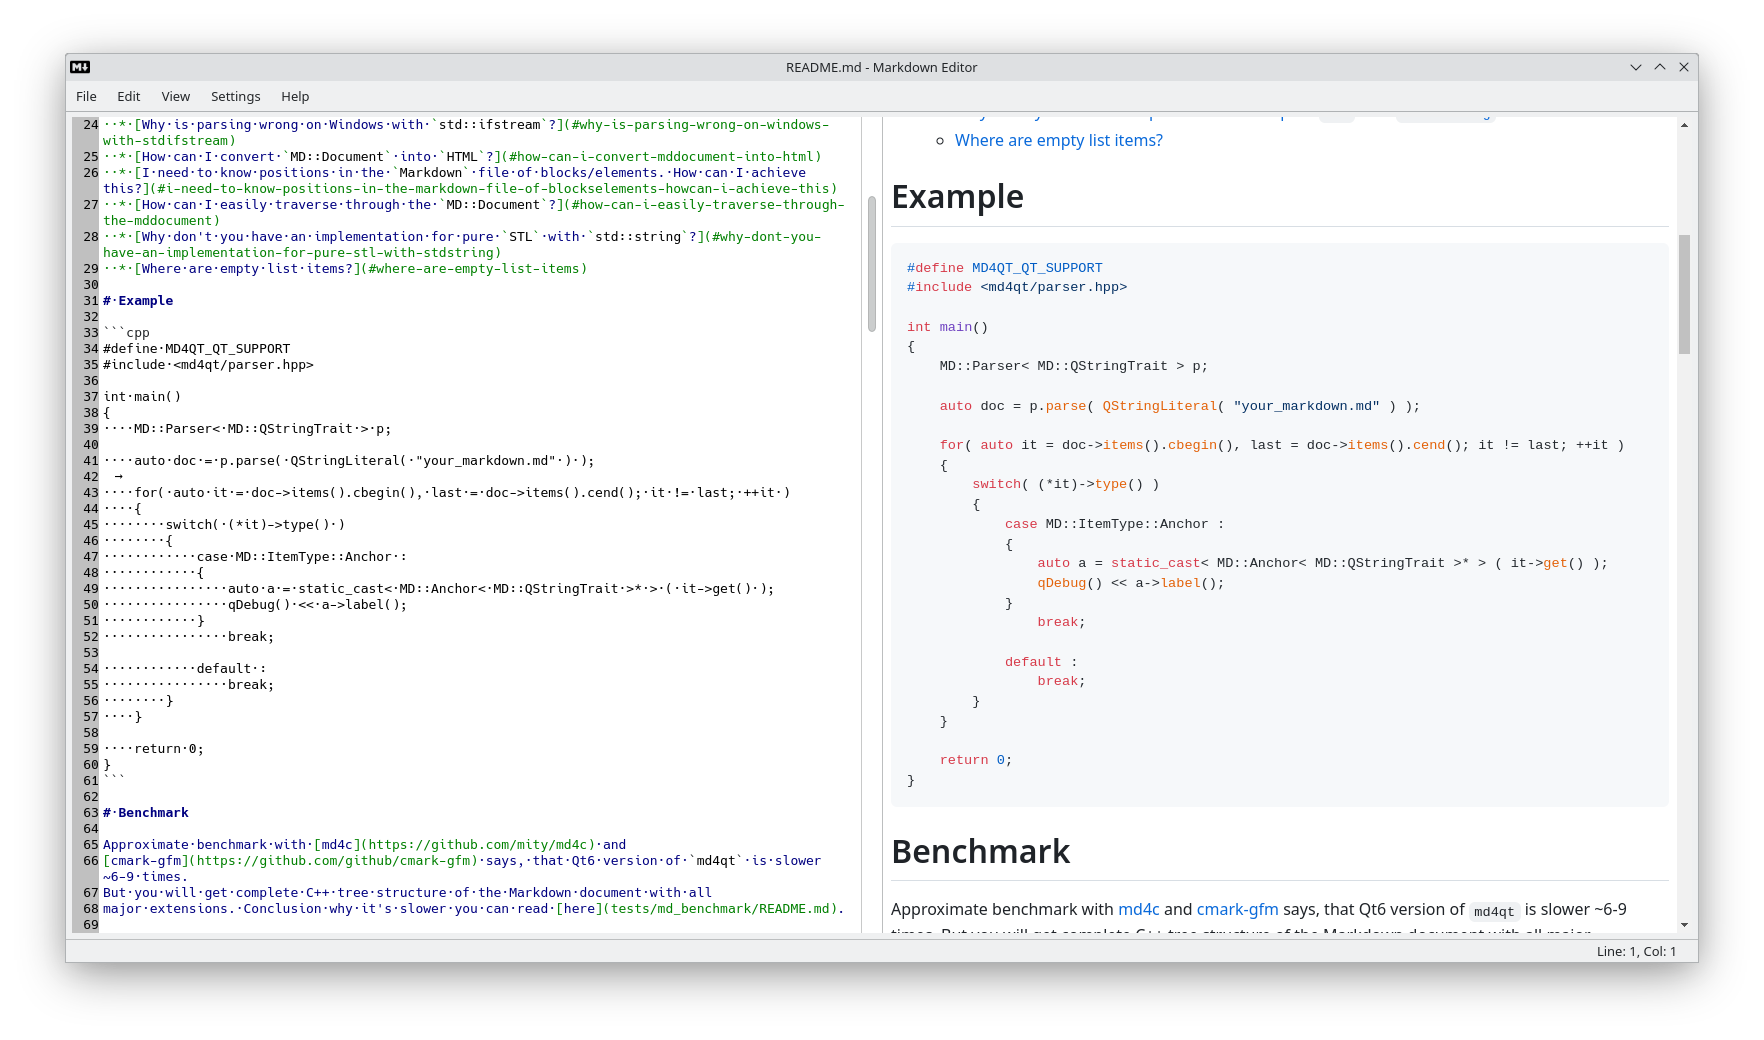 README.md - Markdown Editor
File Edit View Settings Help
24 ··*·[Why·is·parsing·wrong·on·Windows·with·`std::ifstream`?](#why-is-parsing-wrong-on-windows-
with-stdifstream)
25 ··*·[How·can·I·convert·`MD::Document`·into·`HTML`?](#how-can-i-convert-mddocument-into-html)
26 ··*·[I·need·to·know·positions·in·the·`Markdown`·file·of·blocks/elements.·How·can·I·achieve
this?](#i-need-to-know-positions-in-the-markdown-file-of-blockselements-howcan-i-achieve-this)
27 ··*·[How·can·I·easily·traverse·through·the·`MD::Document`?](#how-can-i-easily-traverse-through-
the-mddocument)
28 ··*·[Why·don't·you·have·an·implementation·for·pure·`STL`·with·`std::string`?](#why-dont-you-
have-an-implementation-for-pure-stl-with-stdstring)
29 ··*·[Where·are·empty·list·items?](#where-are-empty-list-items)
30
31 #·Example
32
33 ```cpp
34 #define·MD4QT_QT_SUPPORT
35 #include·<md4qt/parser.hpp>
36
37 int·main()
38 {
39 ····MD::Parser<·MD::QStringTrait·>·p;
40
41 ····auto·doc·=·p.parse(·QStringLiteral(·"your_markdown.md"·)·);
42 →
43 ····for(·auto·it·=·doc->items().cbegin(),·last·=·doc->items().cend();·it·!=·last;·++it·)
44 ····{
45 ········switch(·(*it)->type()·)
46 ········{
47 ············case·MD::ItemType::Anchor·:
48 ············{
49 ················auto·a·=·static_cast<·MD::Anchor<·MD::QStringTrait·>*·>·(·it->get()·);
50 ················qDebug()·<<·a->label();
51 ············}
52 ················break;
53
54 ············default·:
55 ················break;
56 ········}
57 ····}
58
59 ····return·0;
60 }
61 ```
62
63 #·Benchmark
64
65 Approximate·benchmark·with·[md4c](https://github.com/mity/md4c)·and
66 [cmark-gfm](https://github.com/github/cmark-gfm)·says,·that·Qt6·version·of·`md4qt`·is·slower
~6-9·times.
67 But·you·will·get·complete·C++·tree·structure·of·the·Markdown·document·with·all
68 major·extensions.·Conclusion·why·it's·slower·you·can·read·[here](tests/md_benchmark/README.md).
69
Where are empty list items?
Example
#define MD4QT_QT_SUPPORT
#include <md4qt/parser.hpp>
int main()
{
    MD::Parser< MD::QStringTrait > p;
    auto doc = p.parse( QStringLiteral( "your_markdown.md" ) );
    for( auto it = doc->items().cbegin(), last = doc->items().cend(); it != last; ++it )
    {
        switch( (*it)->type() )
        {
            case MD::ItemType::Anchor :
            {
                auto a = static_cast< MD::Anchor< MD::QStringTrait >* > ( it->get() );
                qDebug() << a->label();
            }
                break;
            default :
                break;
        }
    }
    return 0;
}
Benchmark
Approximate benchmark with md4c and cmark-gfm says, that Qt6 version of md4qt is slower ~6-9
times. But you will get complete C++ tree structure of the Markdown document with all major
Line: 1, Col: 1